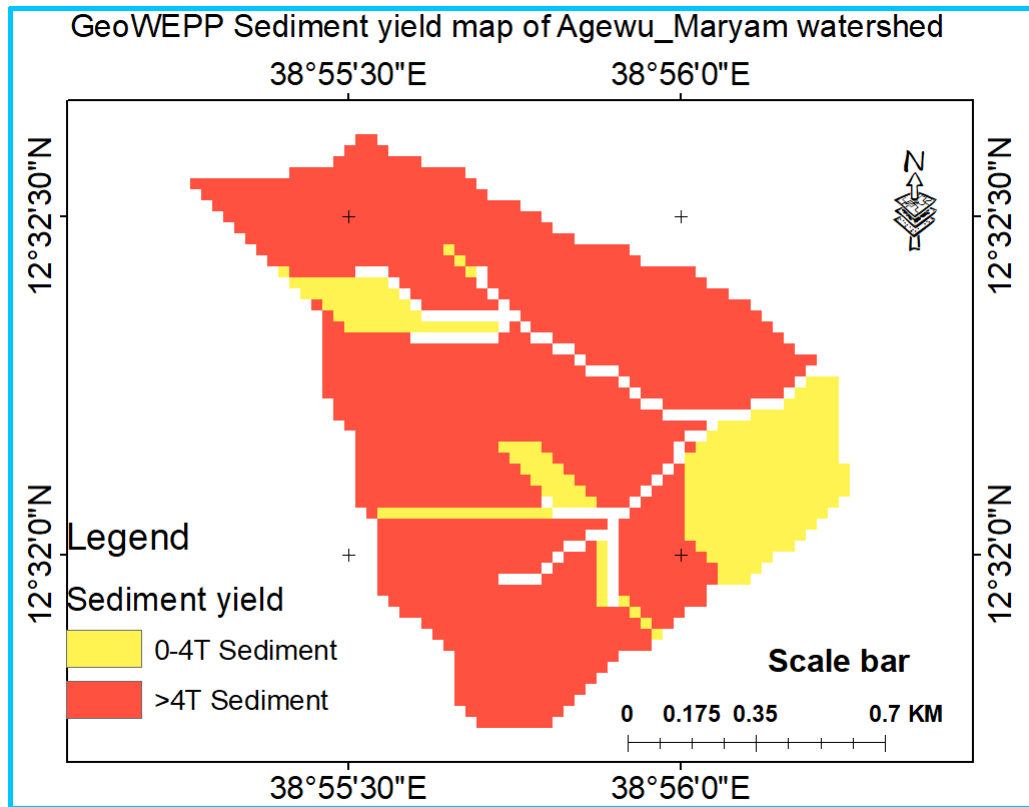 GeoWEPP Sediment yield map of Agewu_Maryam watershed
38°55'30"E 38°56'0"E
12°32'30"N 12°32'30"N
N
12°32'0"N 12°32'0"N
Legend
Sediment yield
0-4T Sediment
>4T Sediment
Scale bar
0 0.175 0.35 0.7 KM
38°55'30"E 38°56'0"E